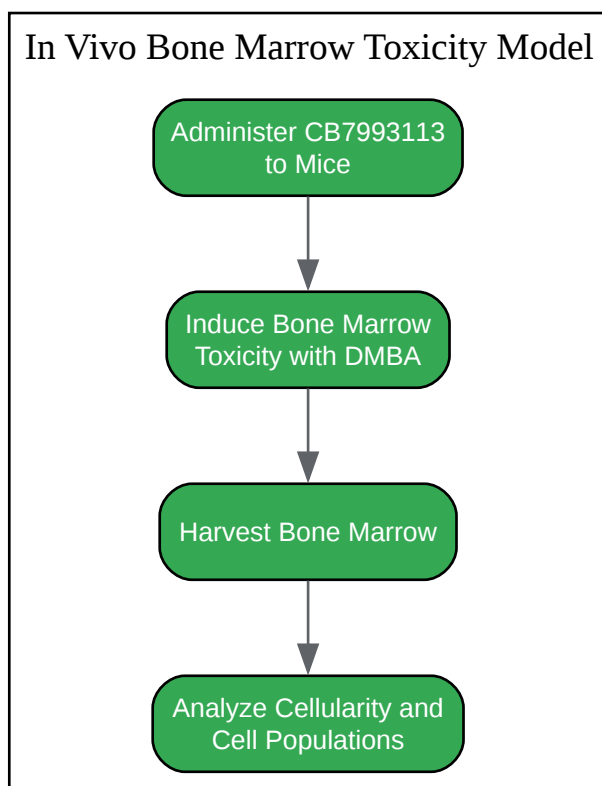 In Vivo Bone Marrow Toxicity Model
Administer CB7993113
to Mice
Induce Bone Marrow
Toxicity with DMBA
Harvest Bone Marrow
Analyze Cellularity and
Cell Populations